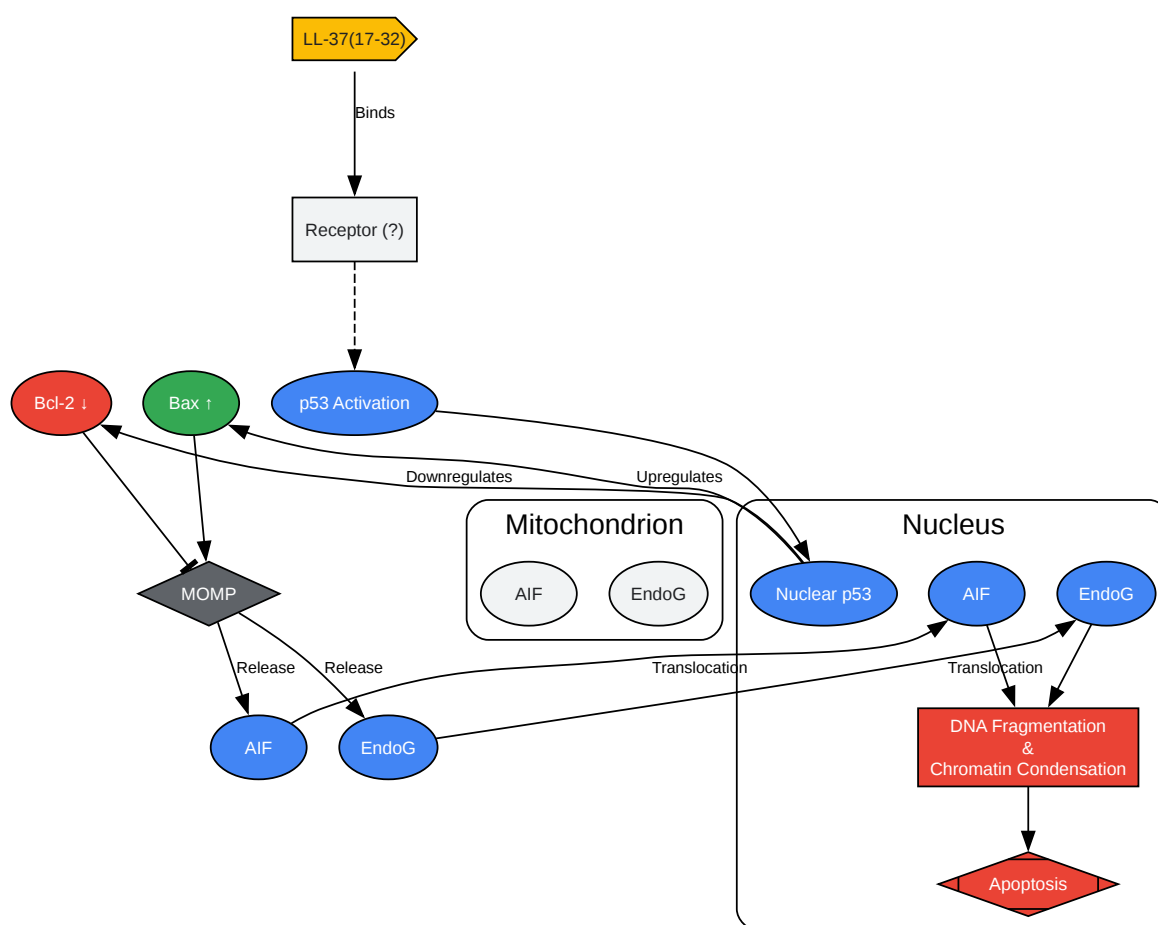 LL-37(17-32)
Binds
Receptor (?)
Bcl-2 ↓
Bax ↑
p53 Activation
Downregulates
Upregulates
Mitochondrion
Nucleus
MOMP
AIF
EndoG
Nuclear p53
AIF
EndoG
Release
Release
Translocation
Translocation
AIF
EndoG
DNA Fragmentation
&
Chromatin Condensation
Apoptosis